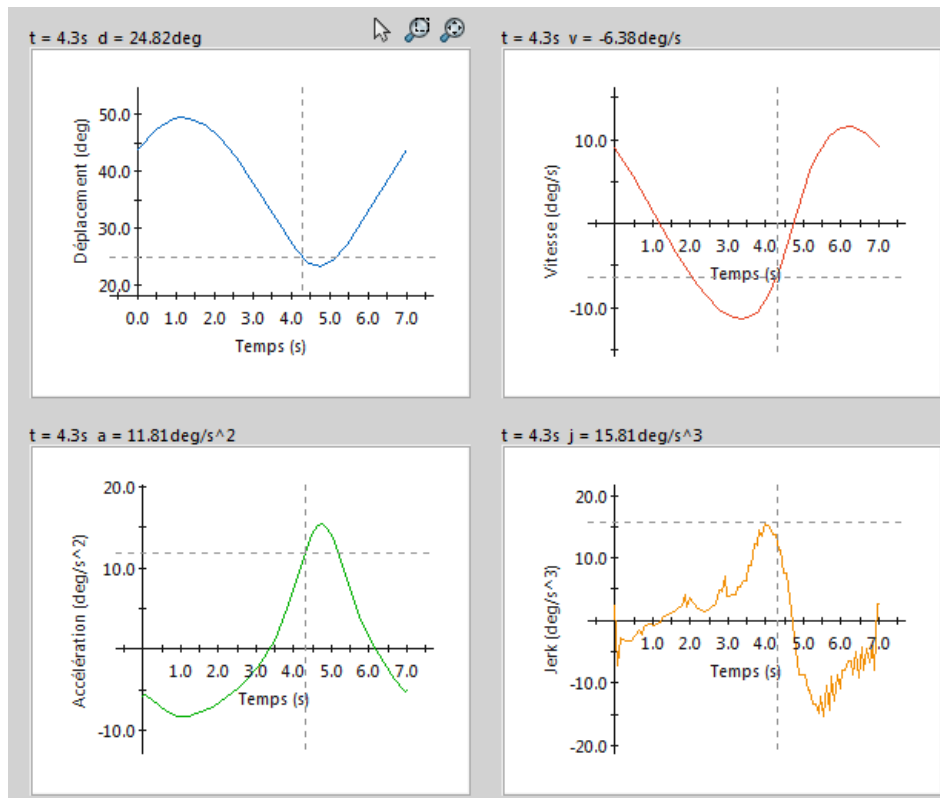 t = 4.3s d = 24.82deg
50.0
40.0
30.0
20.0
Déplacement (deg)
0.0 1.0 2.0 3.0 4.0 5.0 6.0 7.0
Temps (s)
t = 4.3s v = -6.38deg/s
10.0
-10.0
Vitesse (deg/s)
1.0 2.0 3.0 4.0 5.0 6.0 7.0
Temps (s)
t = 4.3s a = 11.81deg/s^2
20.0
10.0
-10.0
Accélération (deg/s^2)
1.0 2.0 3.0 4.0 5.0 6.0 7.0
Temps (s)
t = 4.3s j = 15.81deg/s^3
20.0
10.0
-10.0
-20.0
Jerk (deg/s^3)
1.0 2.0 3.0 4.0 5.0 6.0 7.0
Temps (s)